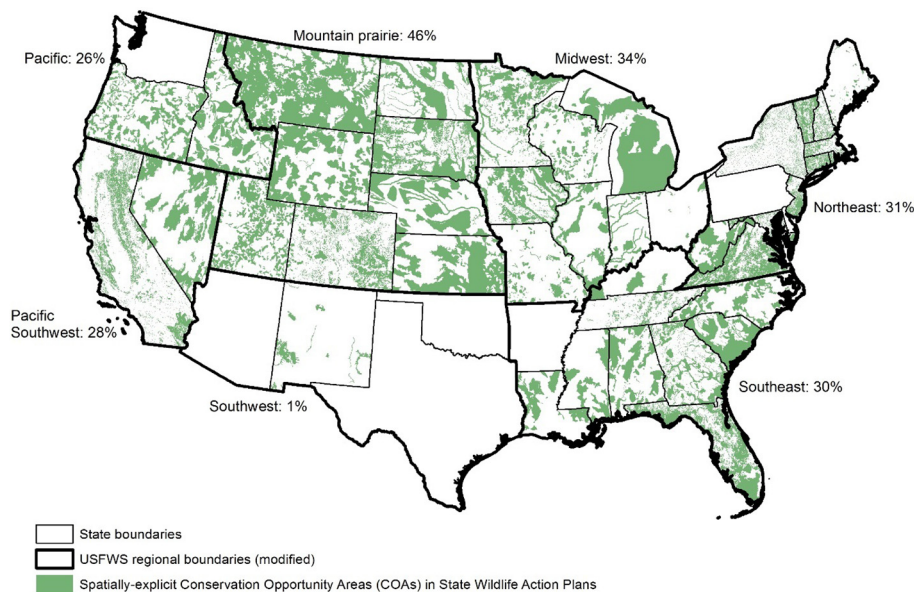 Mountain prairie: 46%
Pacific: 26%
Midwest: 34%
Northeast: 31%
Pacific
Southwest: 28%
Southwest: 1%
Southeast: 30%
State boundaries
USFWS regional boundaries (modified)
Spatially-explicit Conservation Opportunity Areas (COAs) in State Wildlife Action Plans